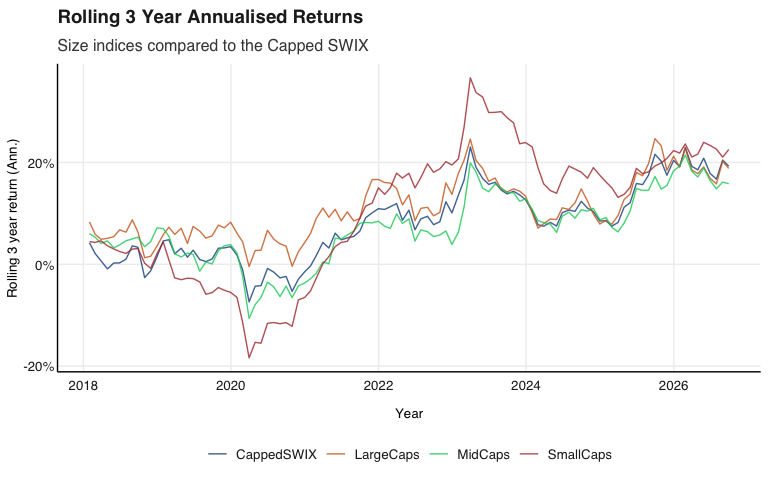 Rolling 3 Year Annualised Returns
Size indices compared to the Capped SWIX
Rolling 3 year return (Ann.)
20%
0%
-20%
2018 2020 2022 2024 2026
Year
CappedSWIX LargeCaps MidCaps SmallCaps